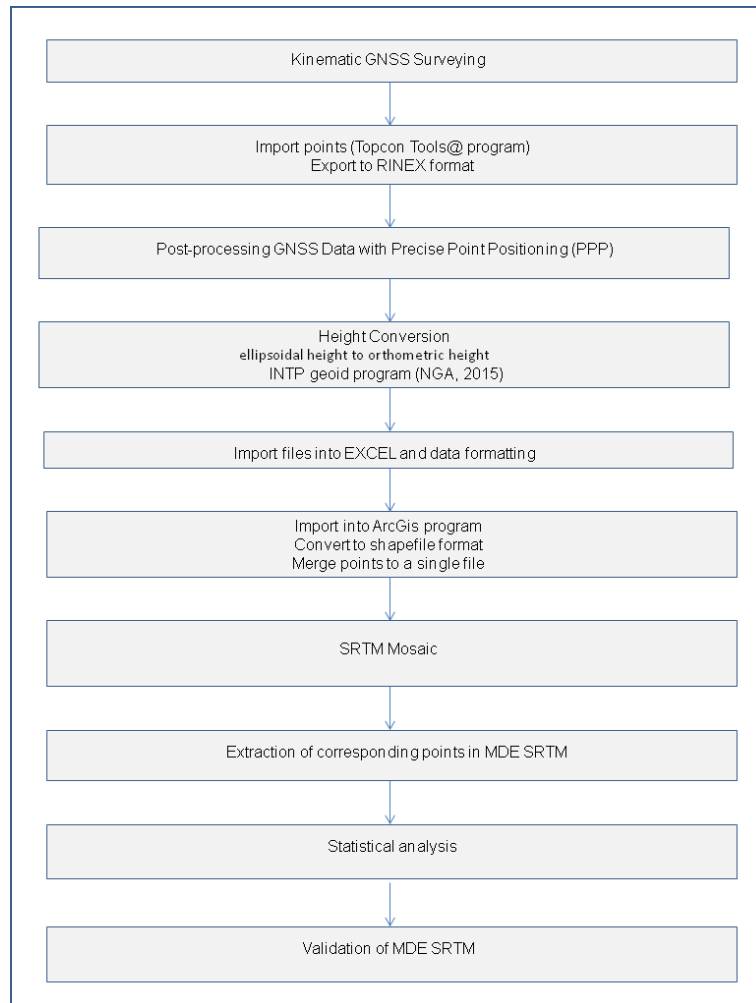 Kinematic GNSS Surveying
Import points (Topcon Tools@ program)
Export to RINEX format
Post-processing GNSS Data with Precise Point Positioning (PPP)
Height Conversion
ellipsoidal height to orthometric height
INTP geoid program (NGA, 2015)
Import files into EXCEL and data formatting
Import into ArcGis program
Convert to shapefile format
Merge points to a single file
SRTM Mosaic
Extraction of corresponding points in MDE SRTM
Statistical analysis
Validation of MDE SRTM